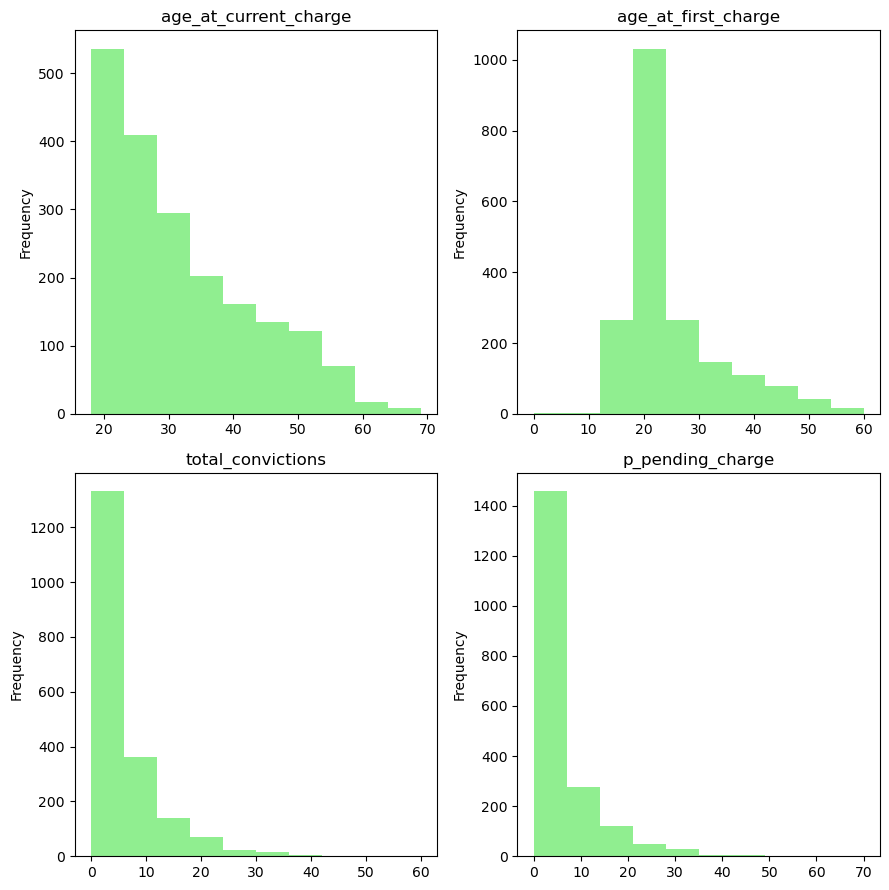 age_at_current_charge
500
400
300
200
100
0
Frequency
20 30 40 50 60 70
age_at_first_charge
1000
800
600
400
200
0
Frequency
0 10 20 30 40 50 60
total_convictions
1200
1000
800
600
400
200
0
Frequency
0 10 20 30 40 50 60
p_pending_charge
1400
1200
1000
800
600
400
200
0
Frequency
0 10 20 30 40 50 60 70